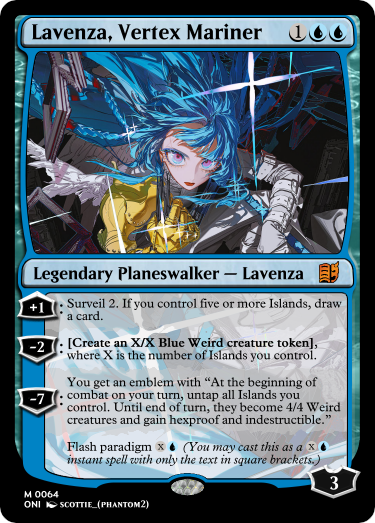 Lavenza, Vertex Mariner 1
Legendary Planeswalker — Lavenza
+1: Surveil 2. If you control five or more Islands, draw
a card.
−2: [Create an X/X Blue Weird creature token],
where X is the number of Islands you control.
−7: You get an emblem with “At the beginning of
combat on your turn, untap all Islands you
control. Until end of turn, they become 4/4 Weird
creatures and gain hexproof and indestructible.”
Flash paradigm X (You may cast this as a X
instant spell with only the text in square brackets.)
3
M 0064
ONI SCOTTIE_(PHANTOM2)